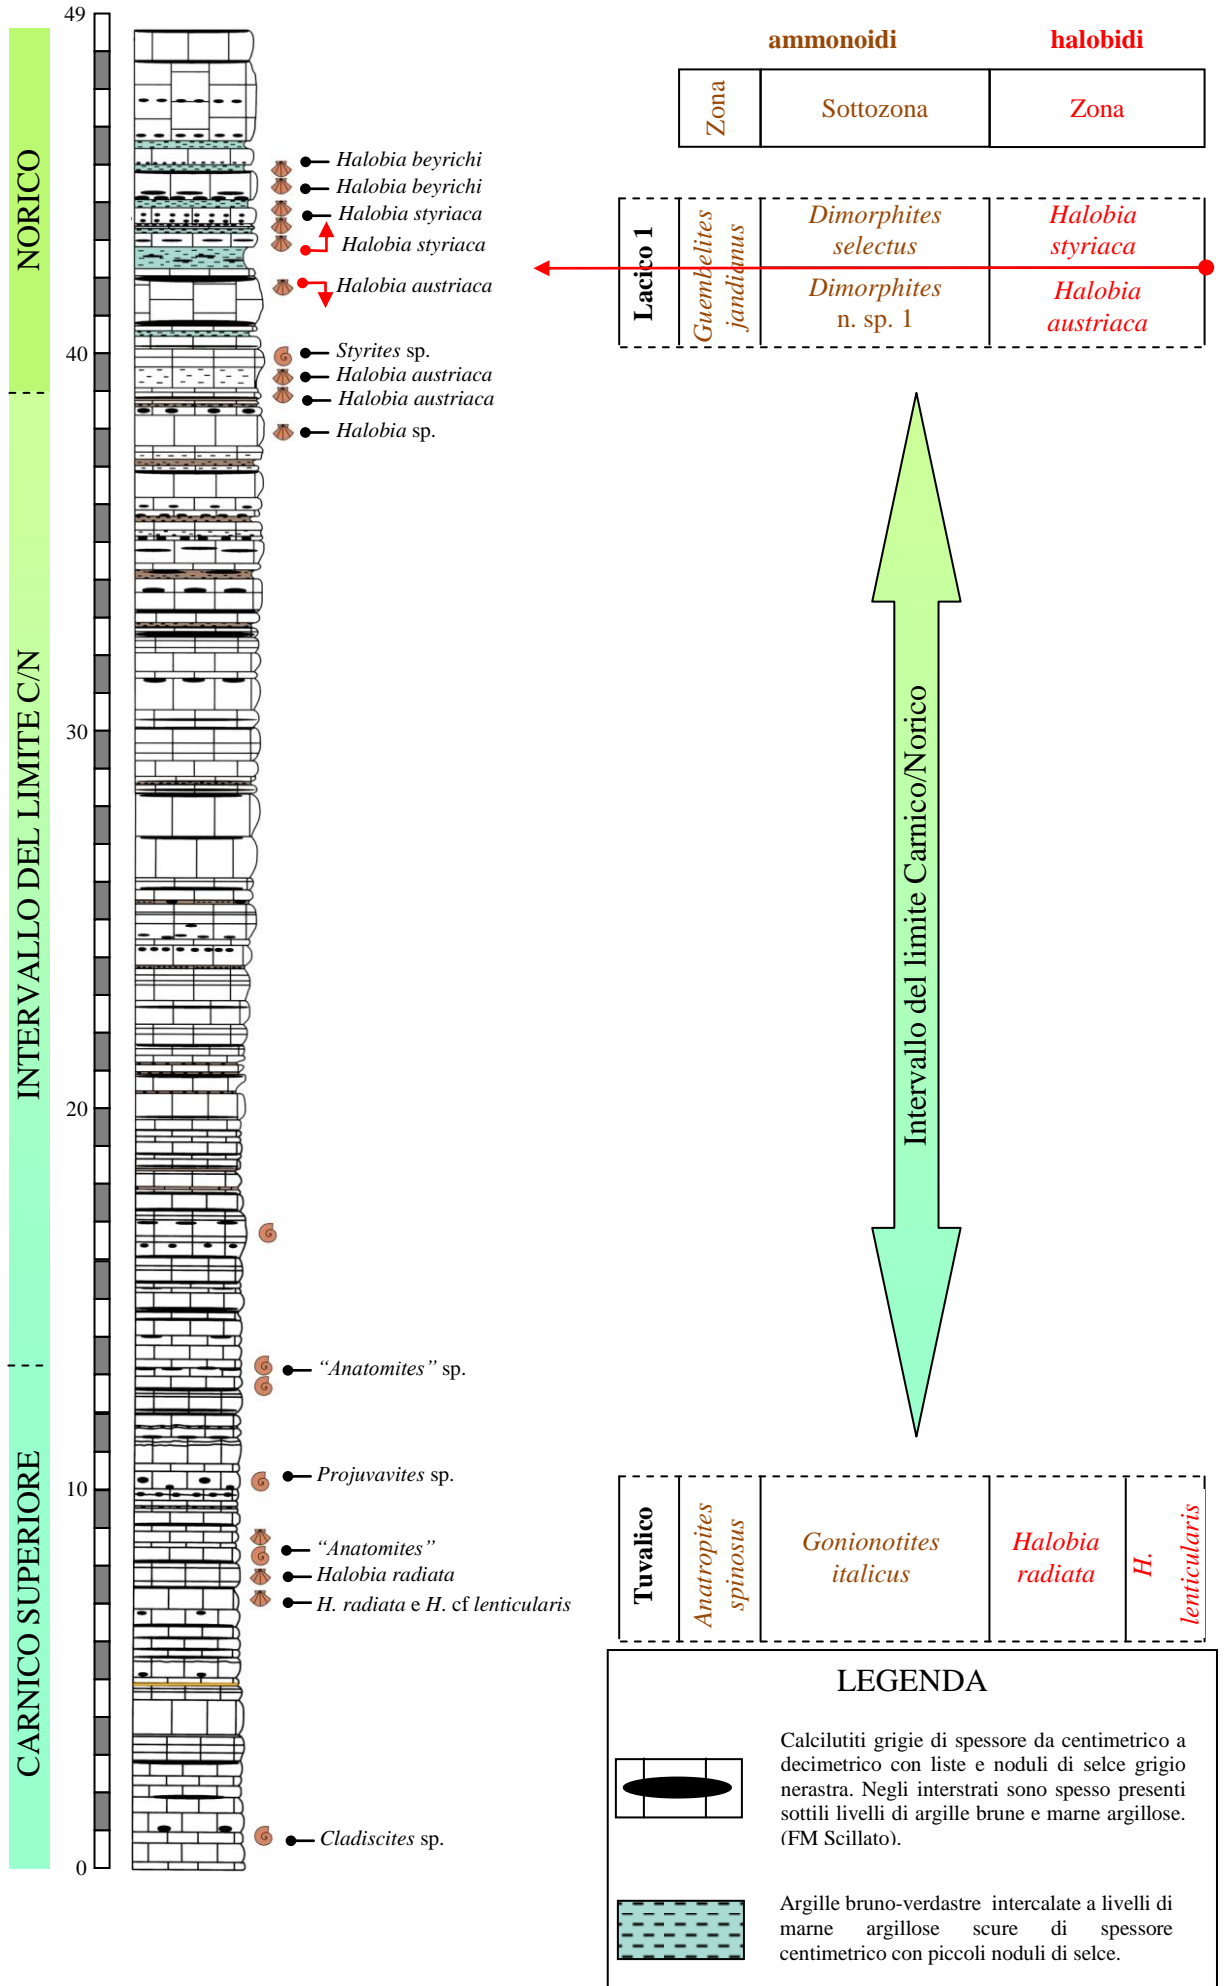 49
40
30
20
10
0
NORICO
INTERVALLO DEL LIMITE C/N
CARNICO SUPERIORE
Halobia beyrichi
Halobia beyrichi
Halobia styriaca
Halobia styriaca
Halobia austriaca
Styrites sp.
Halobia austriaca
Halobia austriaca
Halobia sp.
“Anatomites” sp.
Projuvavites sp.
“Anatomites”
Halobia radiata
H. radiata e H. cf lenticularis
Cladiscites sp.
ammonoidi
halobidi
Zona
Sottozona
Zona
Lacico 1
Guembelites
jandianus
Dimorphites
selectus
Halobia
styriaca
Dimorphites
n. sp. 1
Halobia
austriaca
Intervallo del limite Carnico/Norico
Tuvalico
Anatropites
spinosus
Gonionotites
italicus
Halobia
radiata
H.
lenticularis
LEGENDA
Calcilutiti grigie di spessore da centimetrico a
decimetrico con liste e noduli di selce grigio
nerastra. Negli interstrati sono spesso presenti
sottili livelli di argille brune e marne argillose.
(FM Scillato).
Argille bruno-verdastre intercalate a livelli di
marne argillose scure di spessore
centimetrico con piccoli noduli di selce.